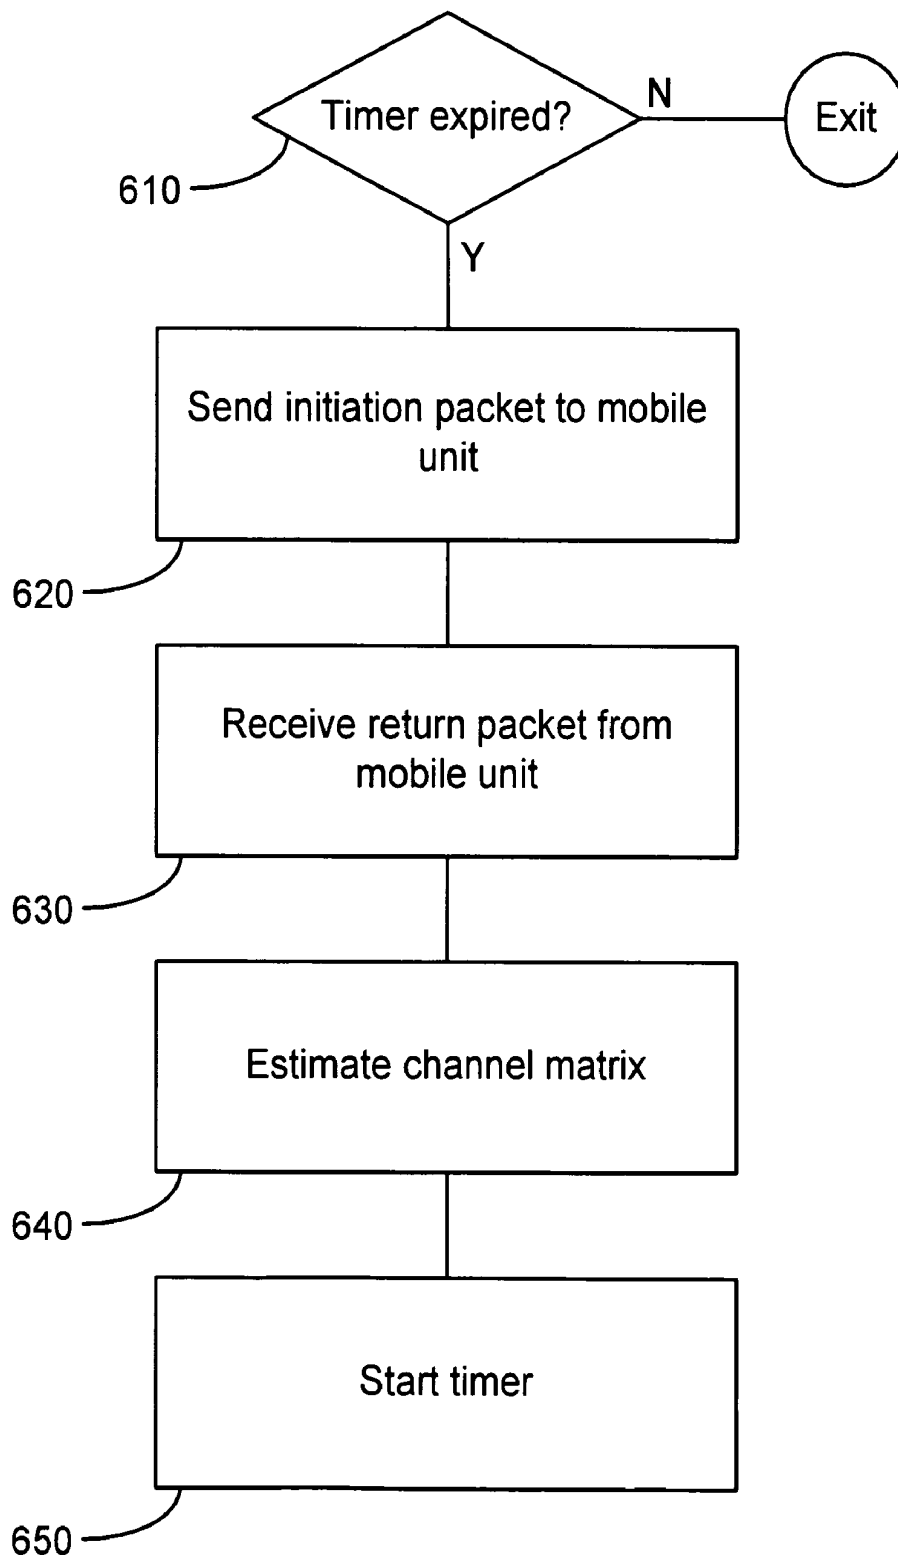 Timer expired?
N
Exit
610
Y
Send initiation packet to mobile
unit
620
Receive return packet from
mobile unit
630
Estimate channel matrix
640
Start timer
650